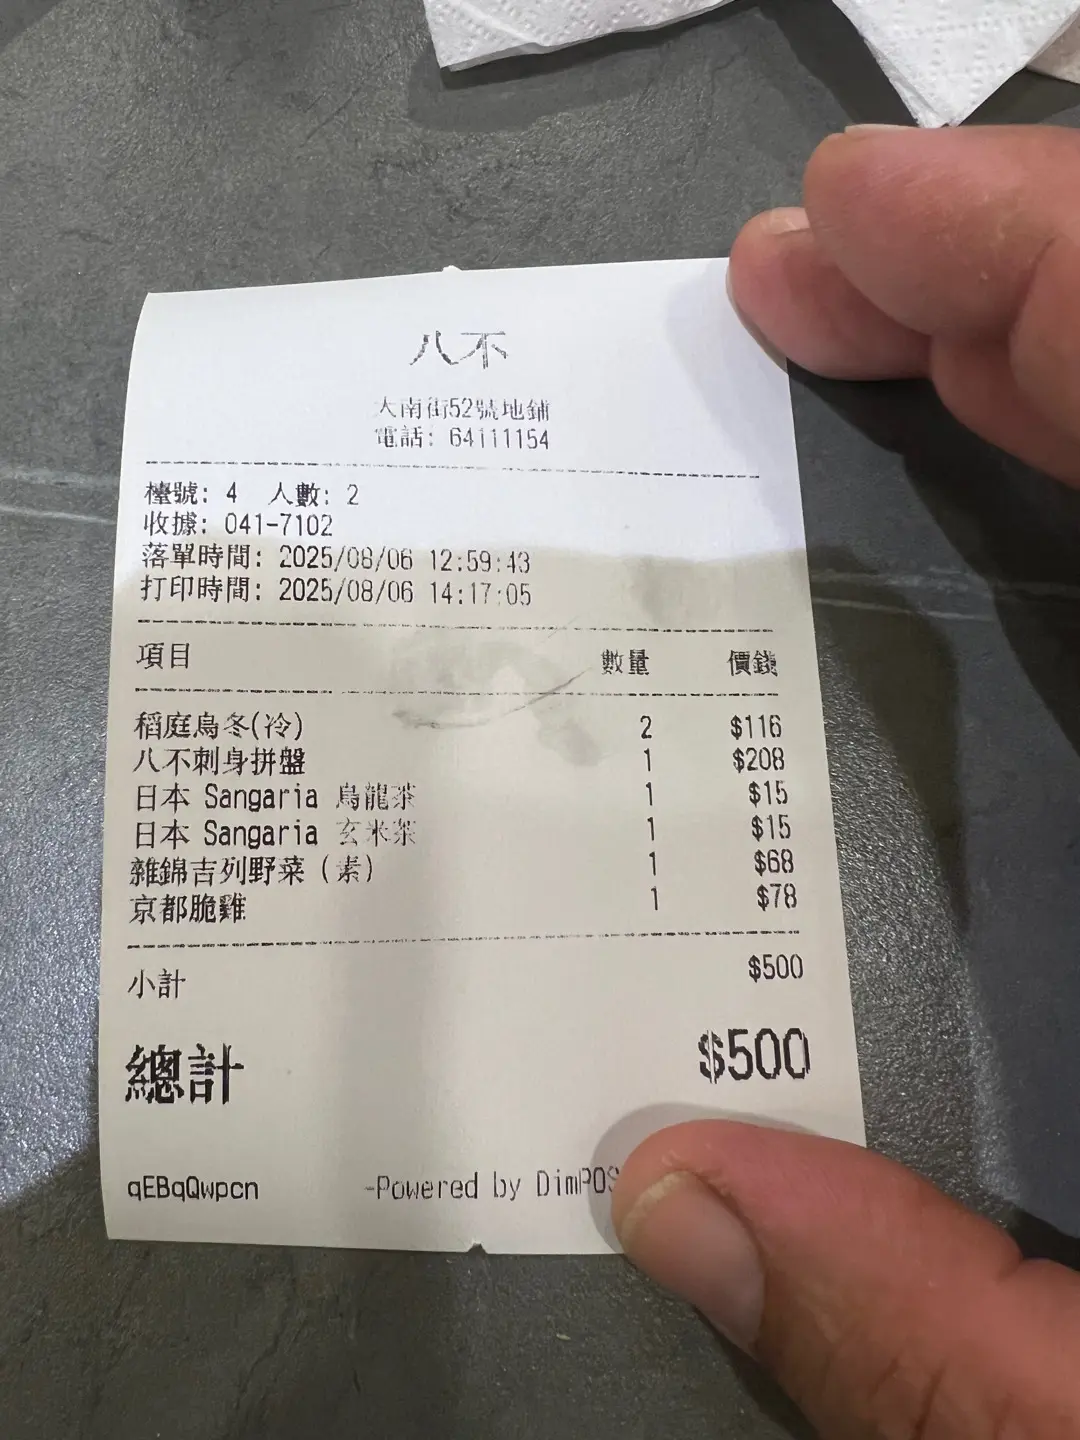 八不
大南街52號地鋪
電話: 64111154
檯號: 4 人數: 2
收據: 041-7102
落單時間: 2025/08/06 12:59:43
打印時間: 2025/08/06 14:17:05
項目 數量 價錢
稻庭烏冬(冷) 2 $116
八不刺身拼盤 1 $208
日本 Sangaria 烏龍茶 1 $15
日本 Sangaria 玄米茶 1 $15
雜錦吉列野菜(素) 1 $68
京都脆雞 1 $78
小計 $500
總計 $500
qEBqQwpcn -Powered by DimPOS